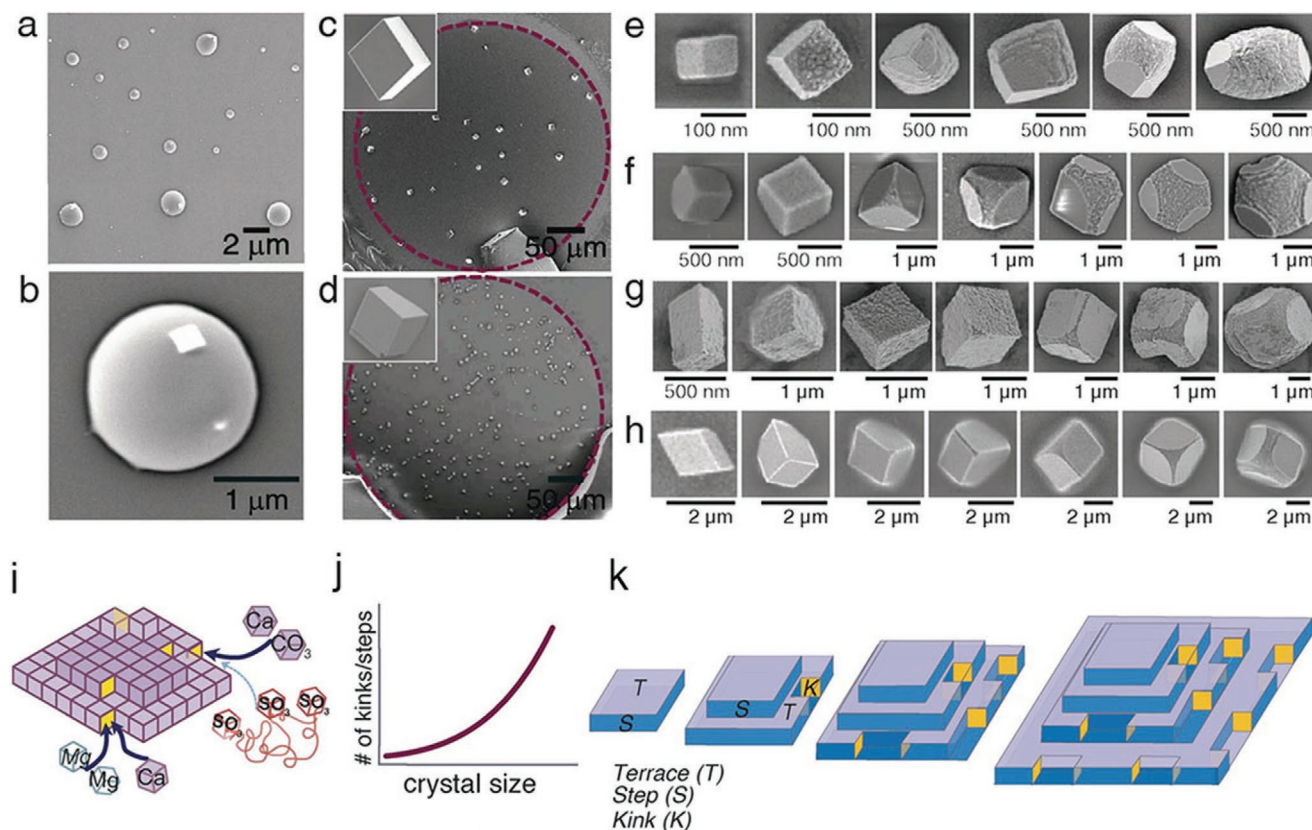 a
2 μm
b
1 μm
c
50 μm
d
50 μm
e
100 nm
100 nm
500 nm
500 nm
500 nm
500 nm
f
500 nm
500 nm
1 μm
1 μm
1 μm
1 μm
1 μm
g
500 nm
1 μm
1 μm
1 μm
1 μm
1 μm
1 μm
h
2 μm
2 μm
2 μm
2 μm
2 μm
2 μm
2 μm
i
Ca
CO3
SO3
SO3
SO3
Mg
Mg
Ca
j
# of kinks/steps
crystal size
k
T
S
S
T
K
Terrace (T)
Step (S)
Kink (K)